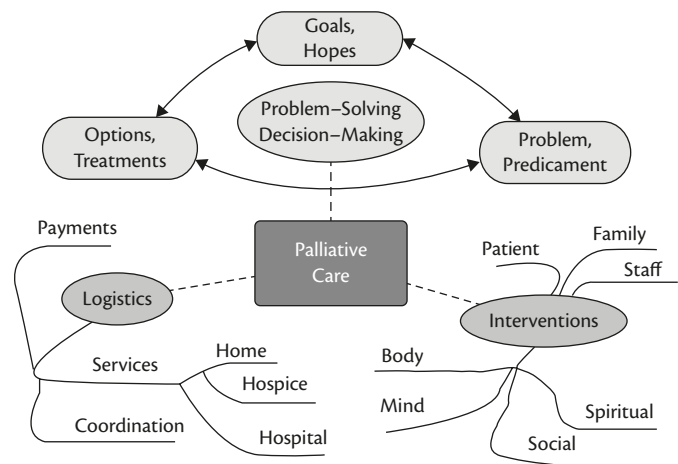 Goals,
Hopes
Problem–Solving
Decision–Making
Options,
Treatments
Problem,
Predicament
Payments
Palliative
Care
Patient
Family
Staff
Logistics
Interventions
Services
Home
Hospice
Body
Mind
Coordination
Hospital
Spiritual
Social